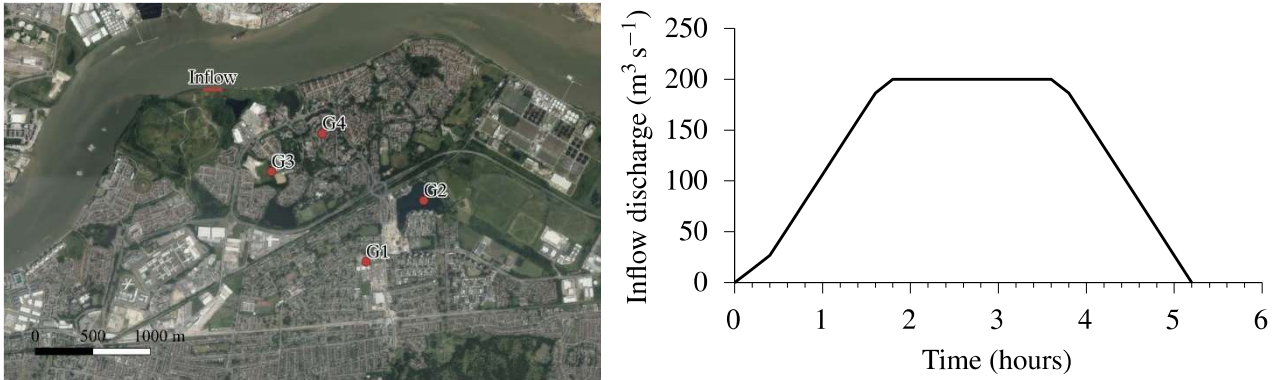 Inflow
G4
G3
G2
G1
0 500 1000 m
Inflow discharge (m³ s⁻¹)
250
200
150
100
50
0
0 1 2 3 4 5 6
Time (hours)